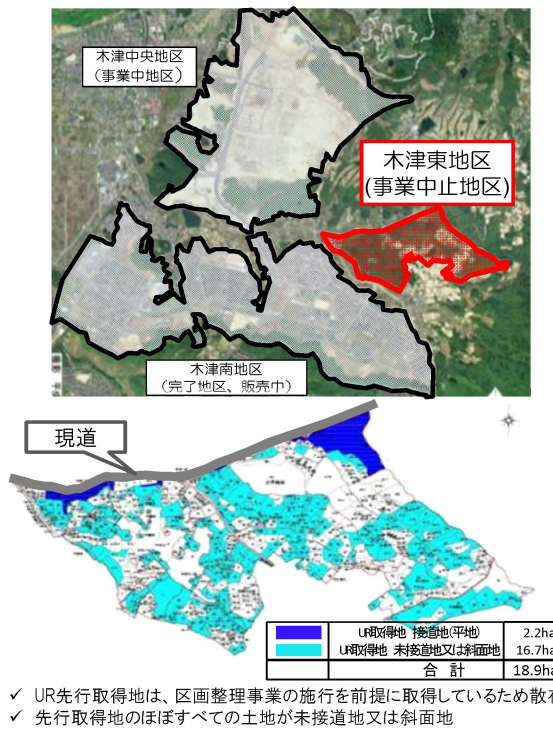 木津中央地区
（事業中地区）
木津東地区
(事業中止地区)
木津南地区
（完了地区、販売中）
現道
UR取得地 接道地(平地) 2.2ha
UR取得地 未接道地又は斜面地 16.7ha
合 計 18.9ha
✓ UR先行取得地は、区画整理事業の施行を前提に取得しているため散在
✓ 先行取得地のほぼすべての土地が未接道地又は斜面地